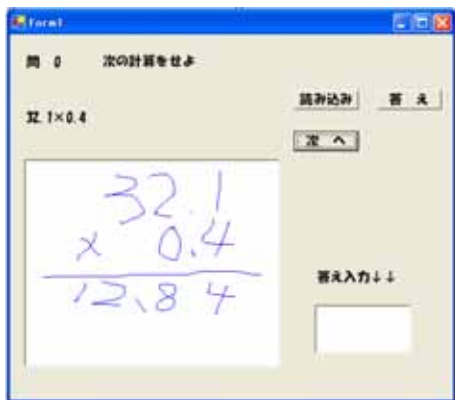 Form1
問 0 次の計算をせよ
読み込み 答 え
32.1×0.4
次 へ
32.1
× 0.4
12.84
答え入力↓↓